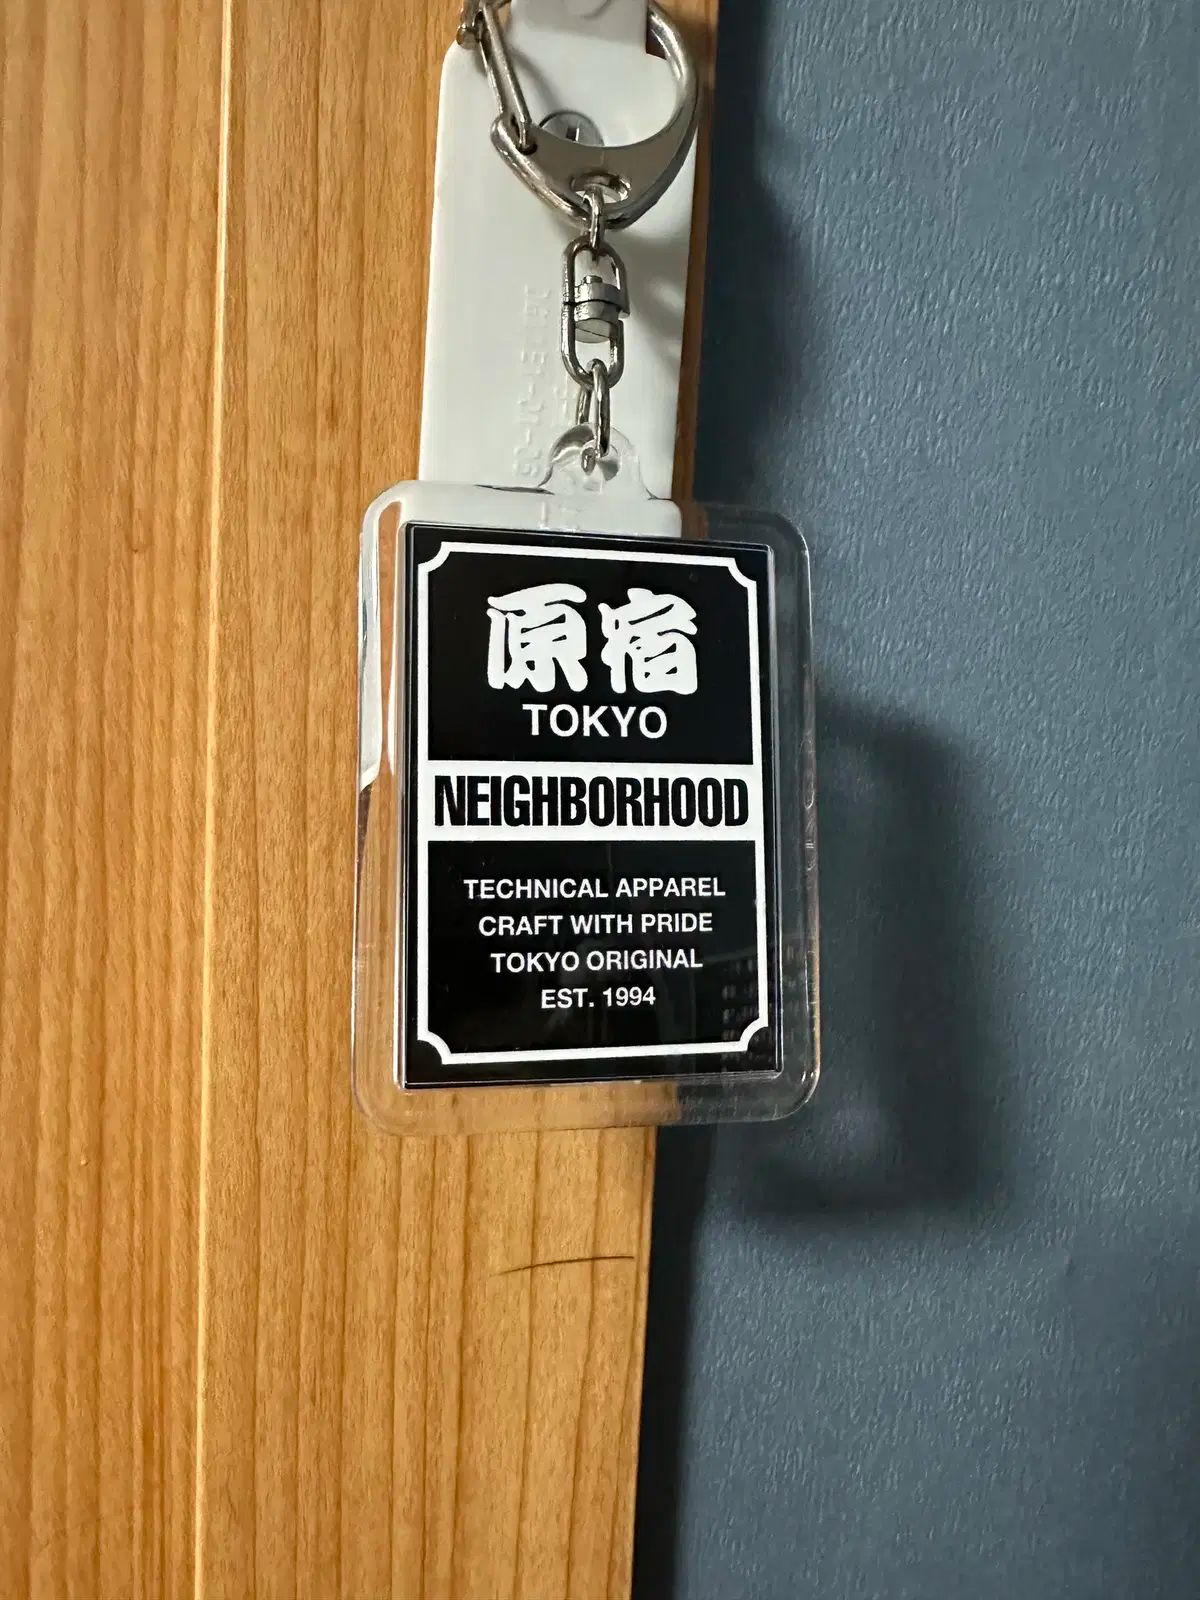 原宿
TOKYO
NEIGHBORHOOD
TECHNICAL APPAREL
CRAFT WITH PRIDE
TOKYO ORIGINAL
EST. 1994